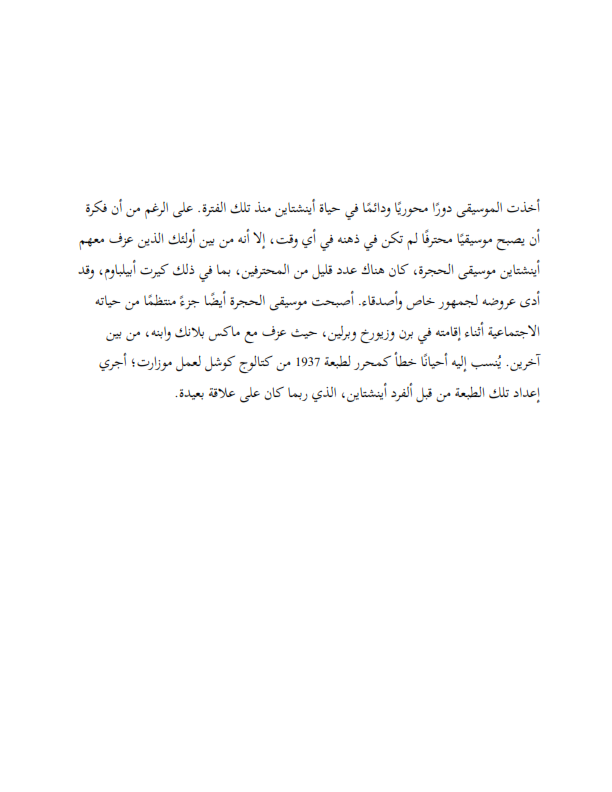 أخذت الموسيقى دورًا محوريًا ودائمًا في حياة أينشتاين منذ تلك الفترة. على الرغم من أن فكرة
أن يصبح موسيقيًا محترفًا لم تكن في ذهنه في أي وقت، إلا أنه من بين أولئك الذين عزف معهم
أينشتاين موسيقى الحجرة، كان هناك عدد قليل من المحترفين، بما في ذلك كيرت أبيلباوم، وقد
أدى عروضه لجمهور خاص وأصدقاء. أصبحت موسيقى الحجرة أيضًا جزءً منتظمًا من حياته
الاجتماعية أثناء إقامته في برن وزيورخ وبرلين، حيث عزف مع ماكس بلانك وابنه، من بين
آخرين. يُنسب إليه أحيانًا خطأ كمحرر لطبعة 1937 من كتالوج كوشل لعمل موزارت؛ أجري
إعداد تلك الطبعة من قبل ألفرد أينشتاين، الذي ربما كان على علاقة بعيدة.